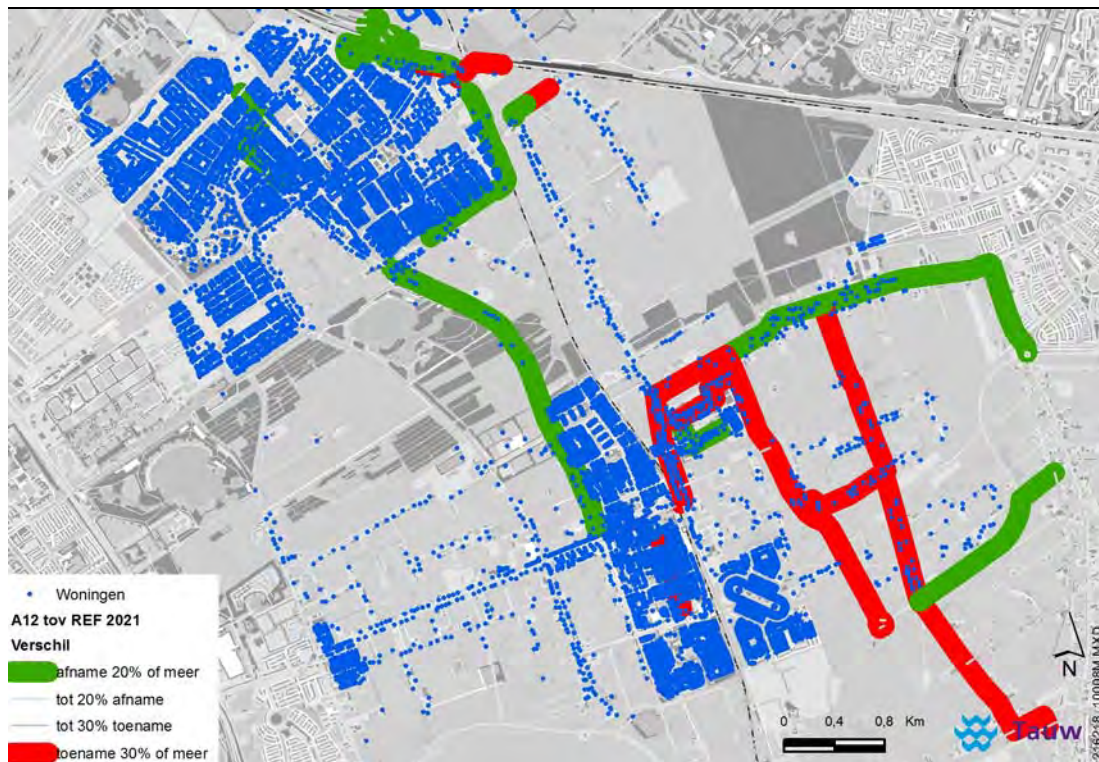 Woningen
A12 tov REF 2021
Verschil
afname 20% of meer
tot 20% afname
tot 30% toename
toename 30% of meer
0 0,4 0,8 Km
N
Tauw